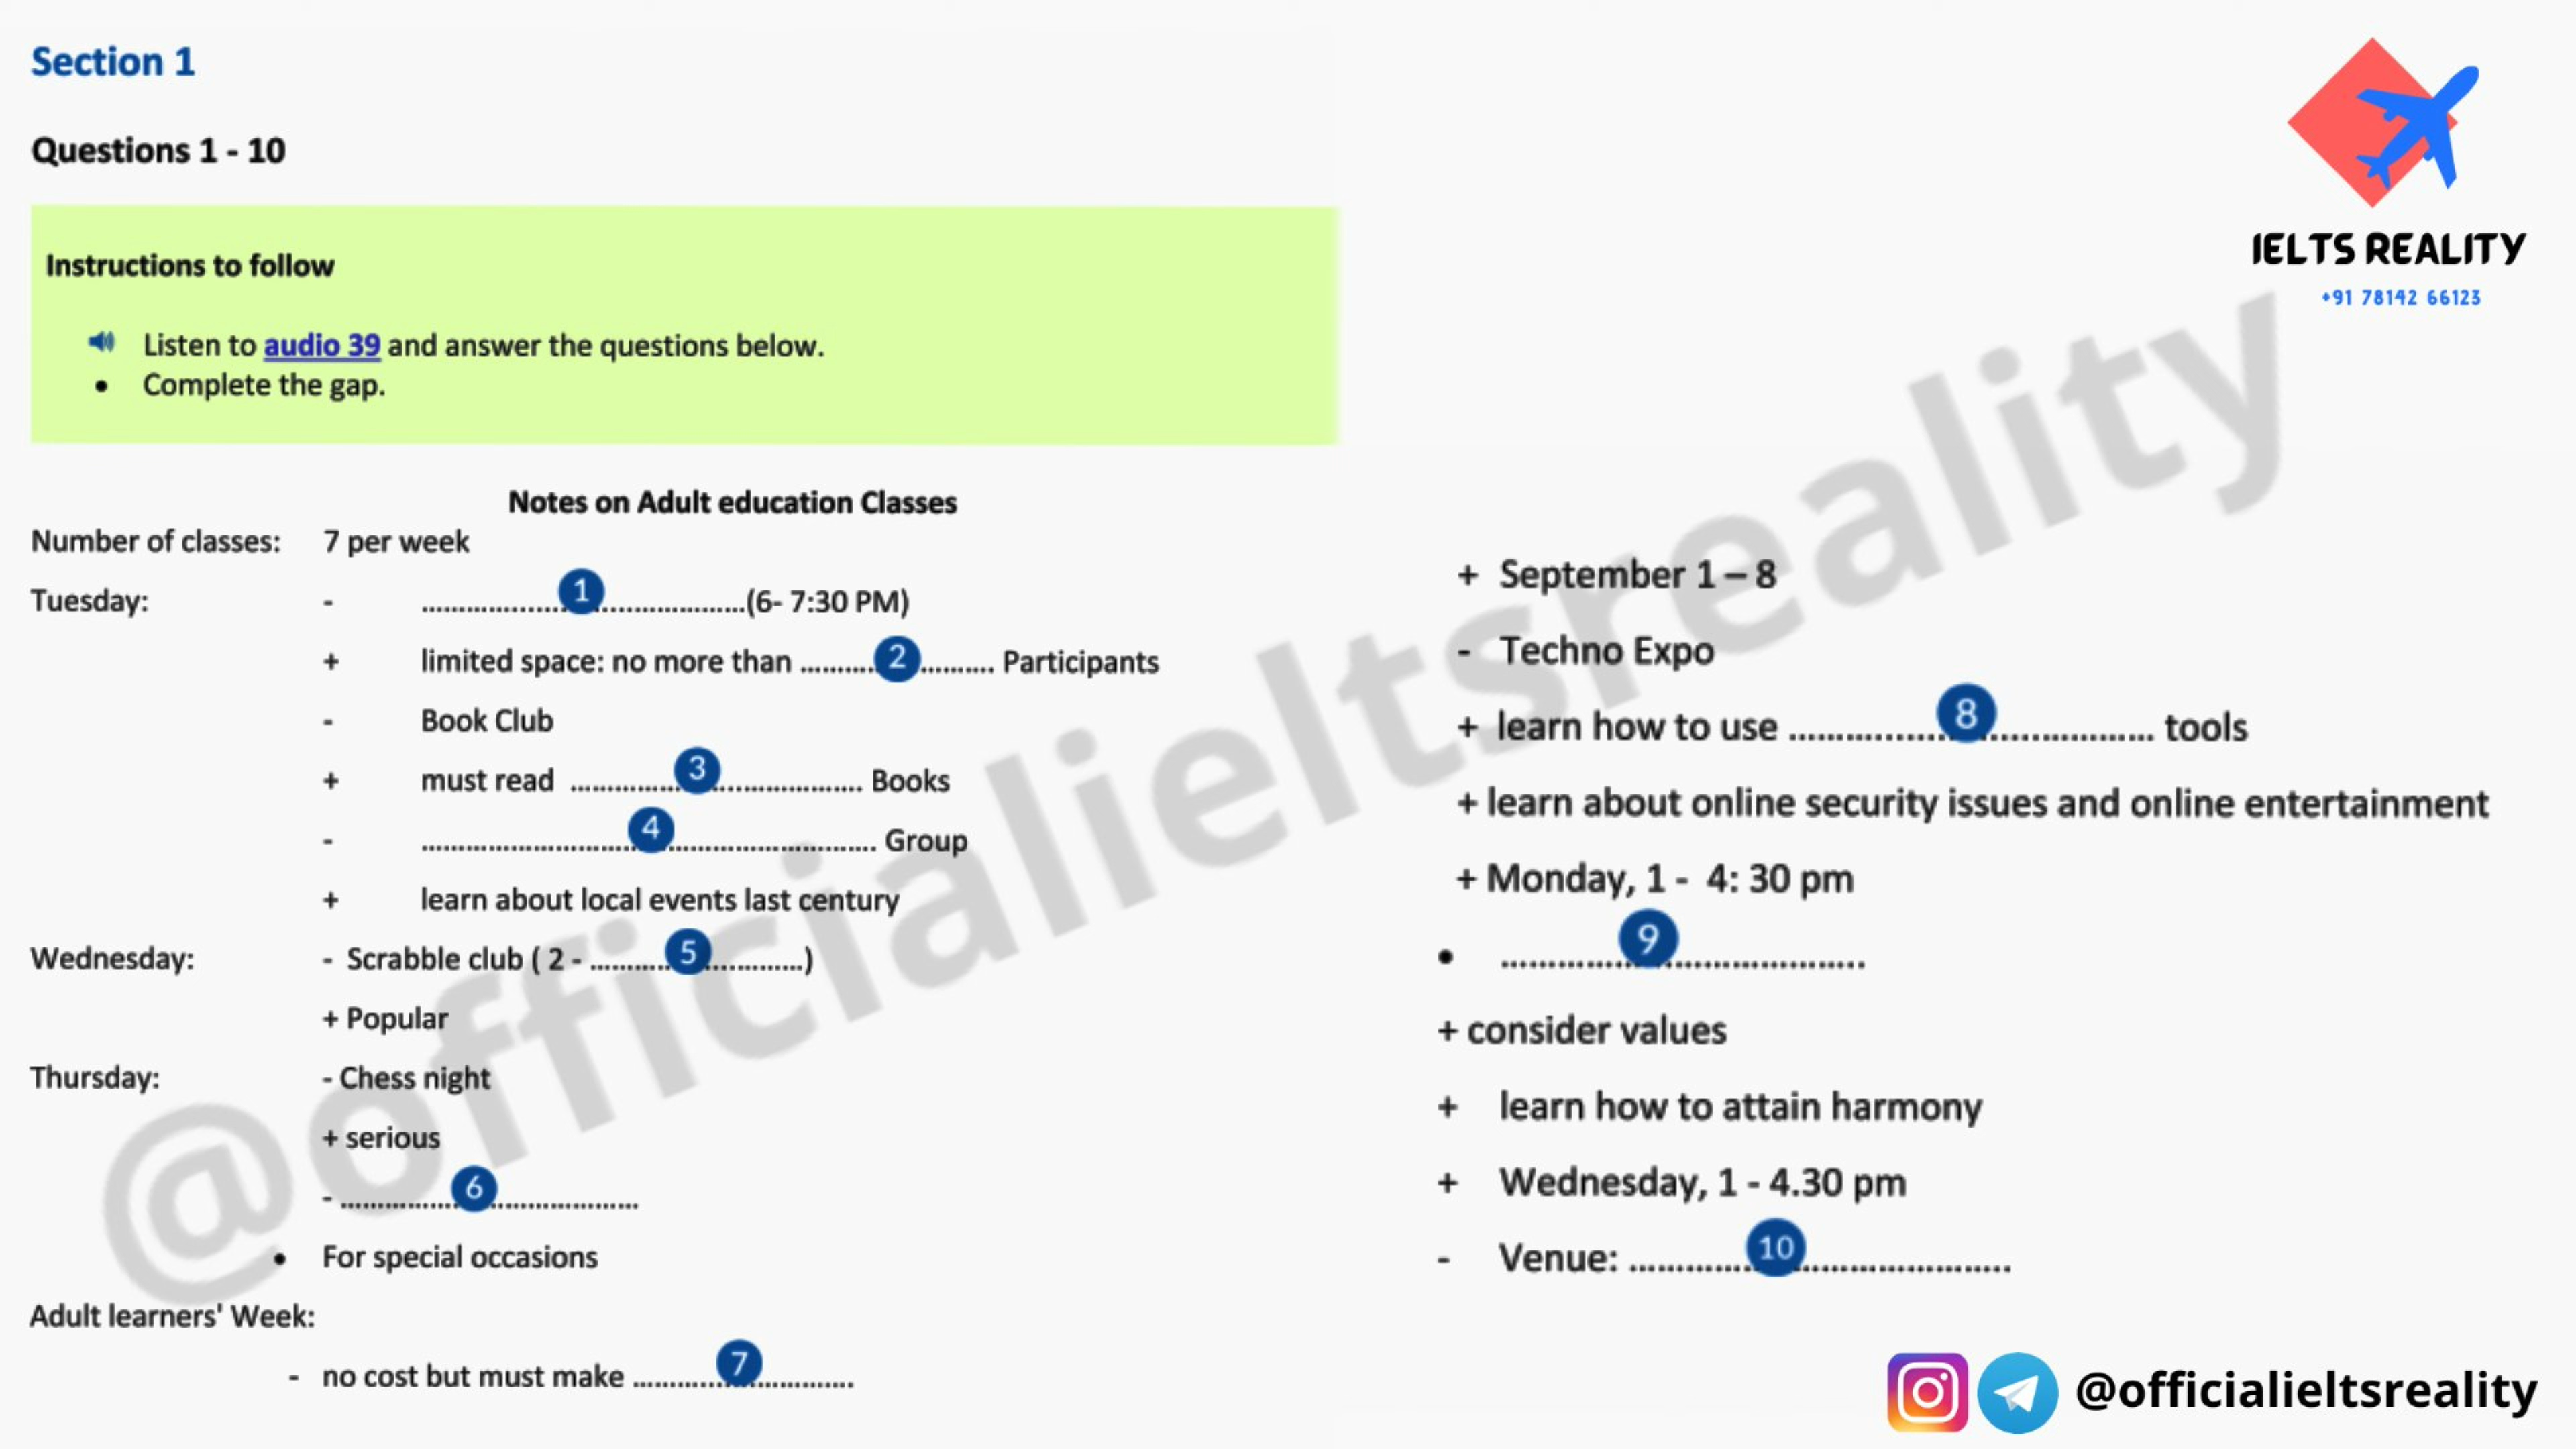 Section 1
Questions 1 - 10
Instructions to follow
Listen to audio 39 and answer the questions below.
• Complete the gap.
Notes on Adult education Classes
Number of classes: 7 per week
Tuesday: - ..........1..........(6- 7:30 PM)
+ limited space: no more than ..........2.......... Participants
- Book Club
+ must read ..........3.......... Books
- ..........4.......... Group
+ learn about local events last century
Wednesday: - Scrabble club ( 2 - ..........5..........)
+ Popular
Thursday: - Chess night
+ serious
- ..........6..........
• For special occasions
Adult learners' Week:
- no cost but must make ..........7..........
+ September 1 – 8
- Techno Expo
+ learn how to use ..........8.......... tools
+ learn about online security issues and online entertainment
+ Monday, 1 - 4: 30 pm
• ..........9..........
+ consider values
+ learn how to attain harmony
+ Wednesday, 1 - 4.30 pm
- Venue: ..........10..........
IELTS REALITY
+91 78142 66123
@officialieltsreality
@officialieltsreality